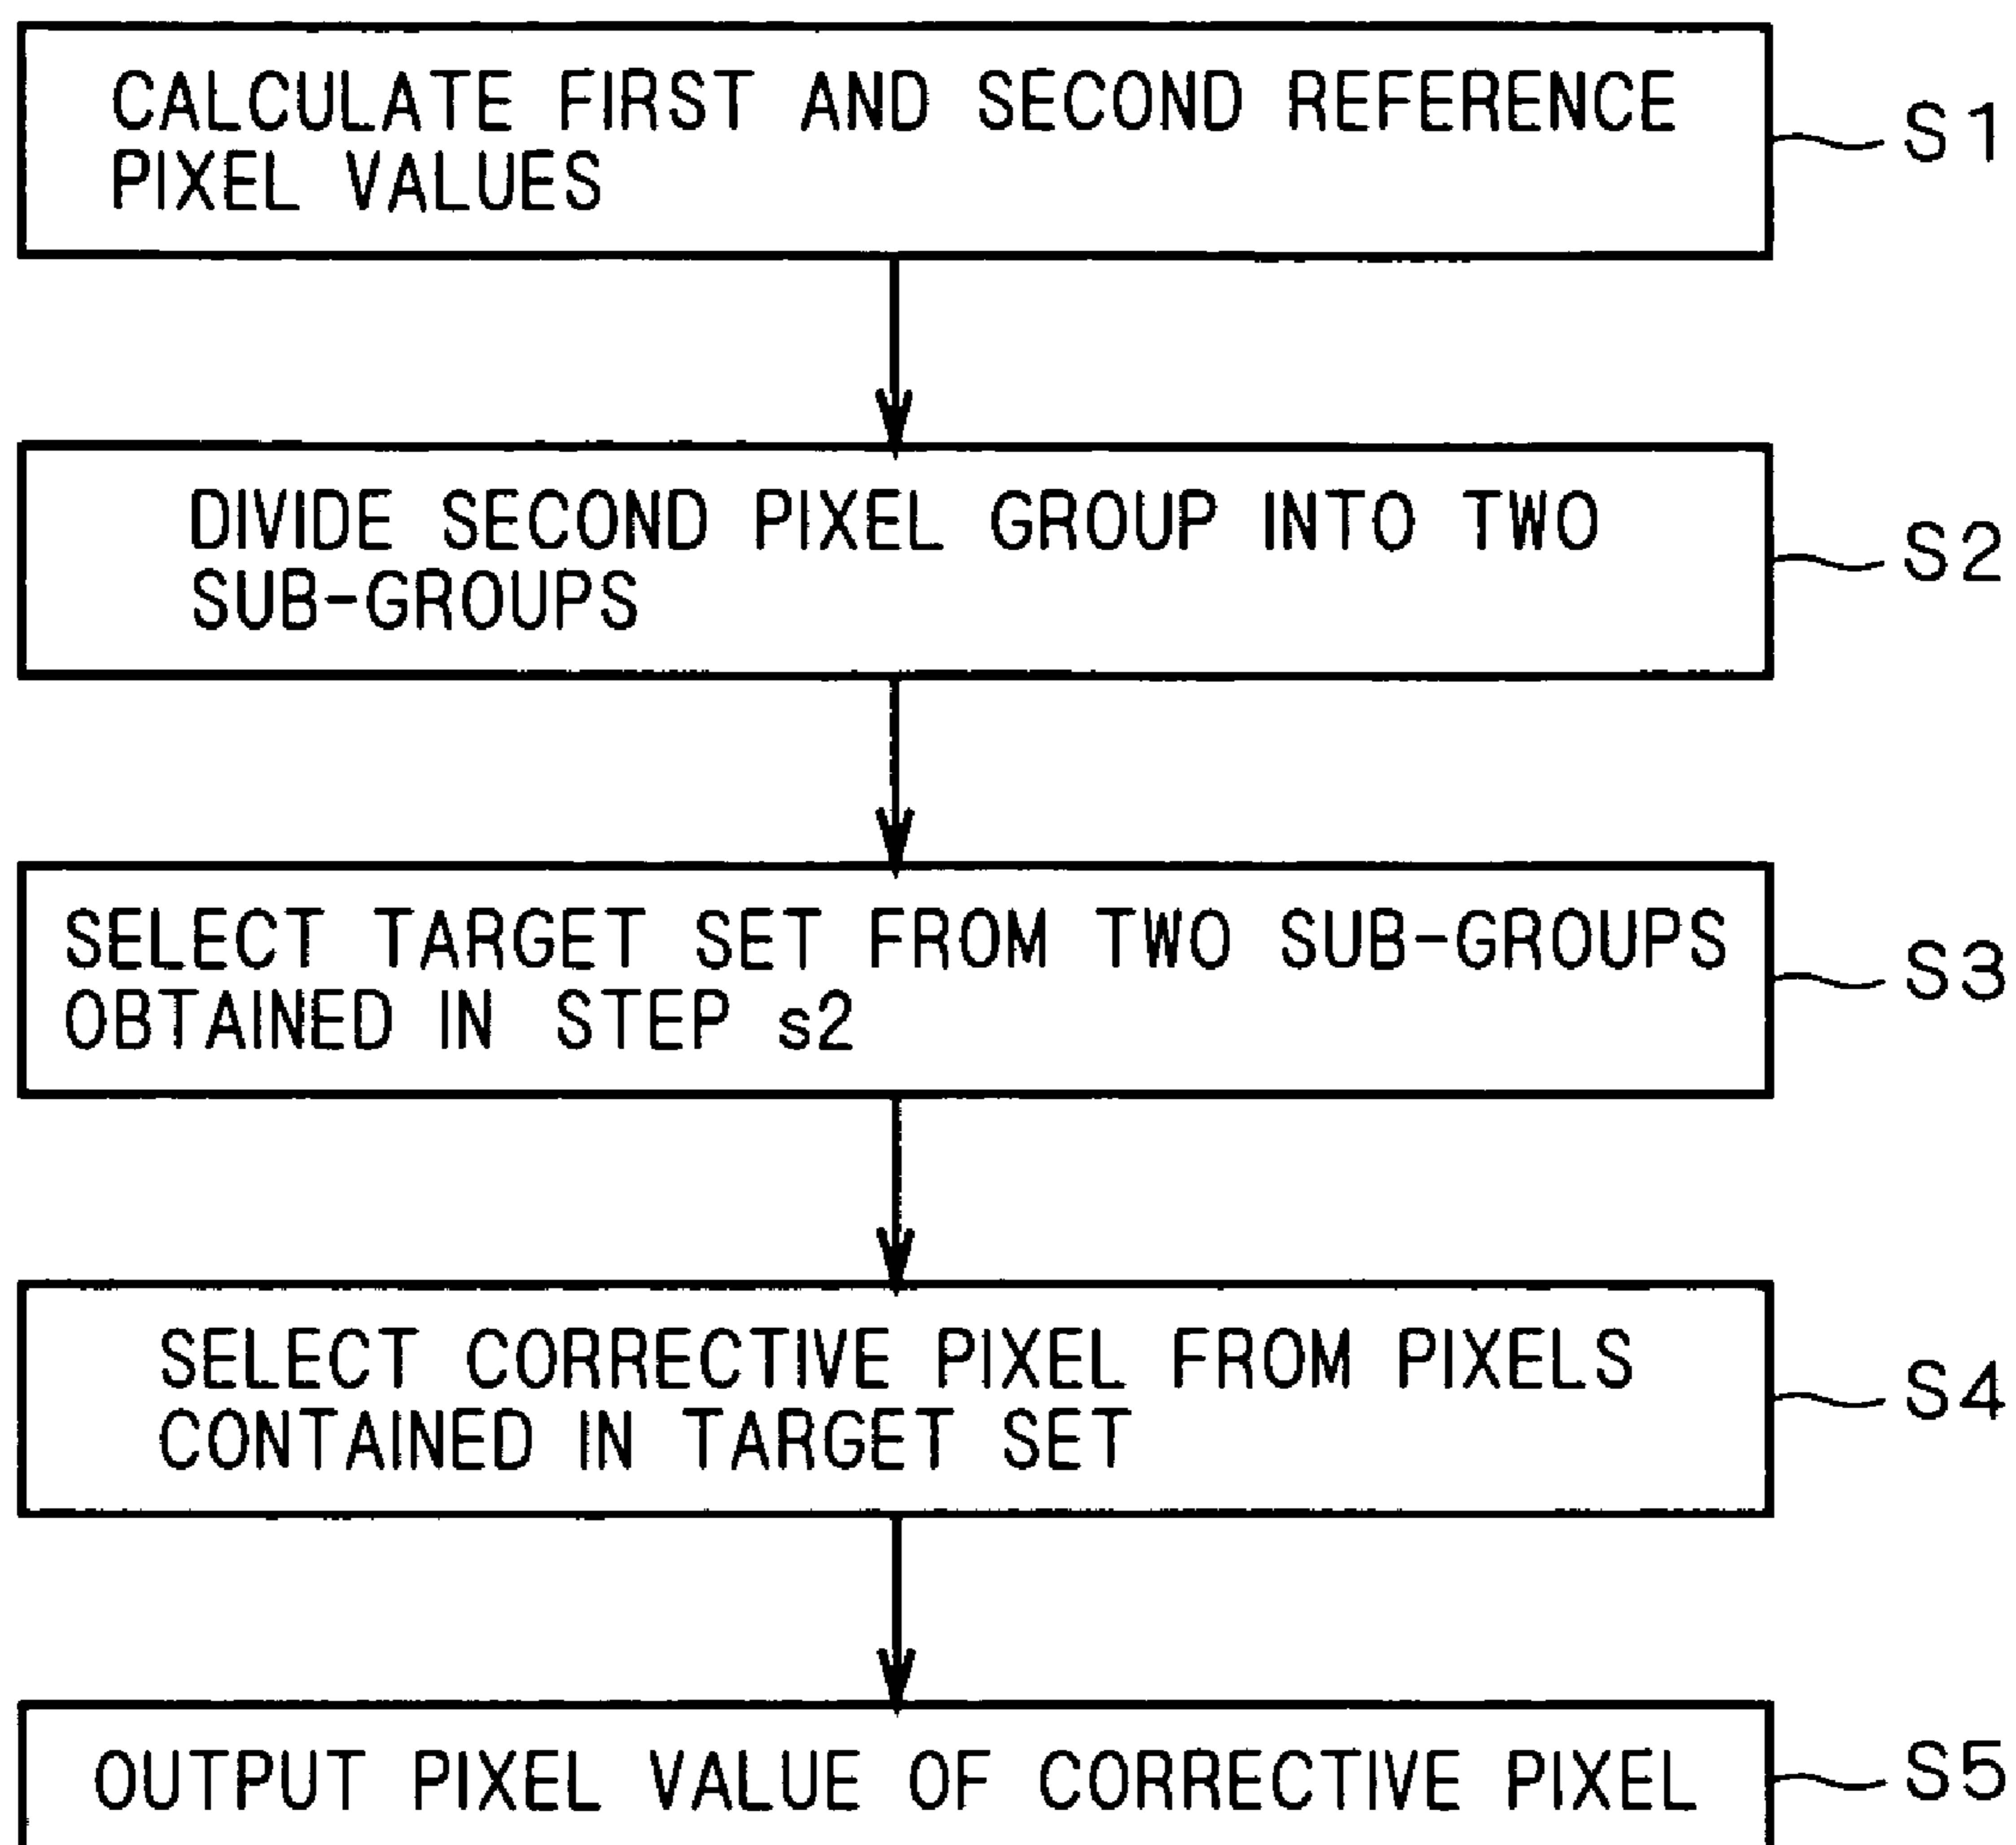 CALCULATE FIRST AND SECOND REFERENCE
PIXEL VALUES
S1
DIVIDE SECOND PIXEL GROUP INTO TWO
SUB-GROUPS
S2
SELECT TARGET SET FROM TWO SUB-GROUPS
OBTAINED IN STEP s2
S3
SELECT CORRECTIVE PIXEL FROM PIXELS
CONTAINED IN TARGET SET
S4
OUTPUT PIXEL VALUE OF CORRECTIVE PIXEL
S5